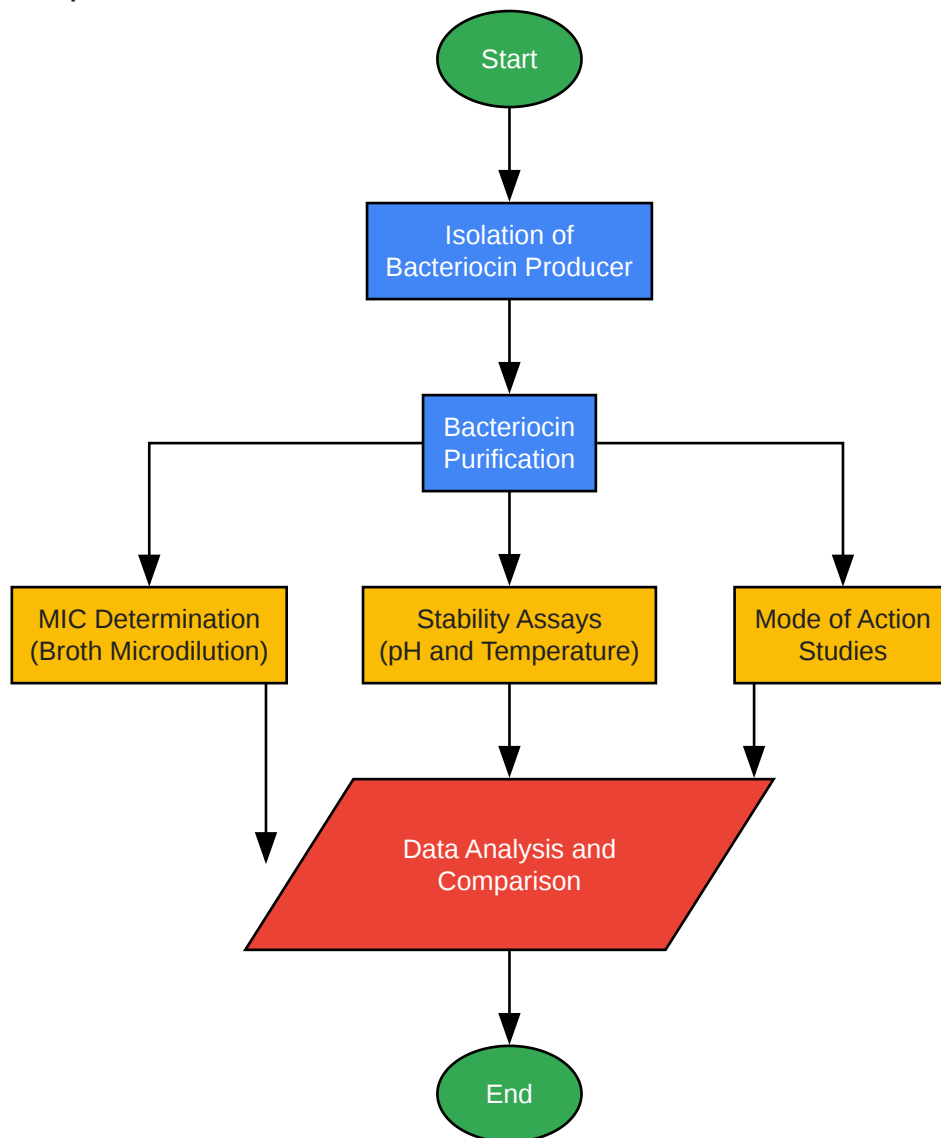 Start
Isolation of
Bacteriocin Producer
Bacteriocin
Purification
MIC Determination
(Broth Microdilution)
Stability Assays
(pH and Temperature)
Mode of Action
Studies
Data Analysis and
Comparison
End